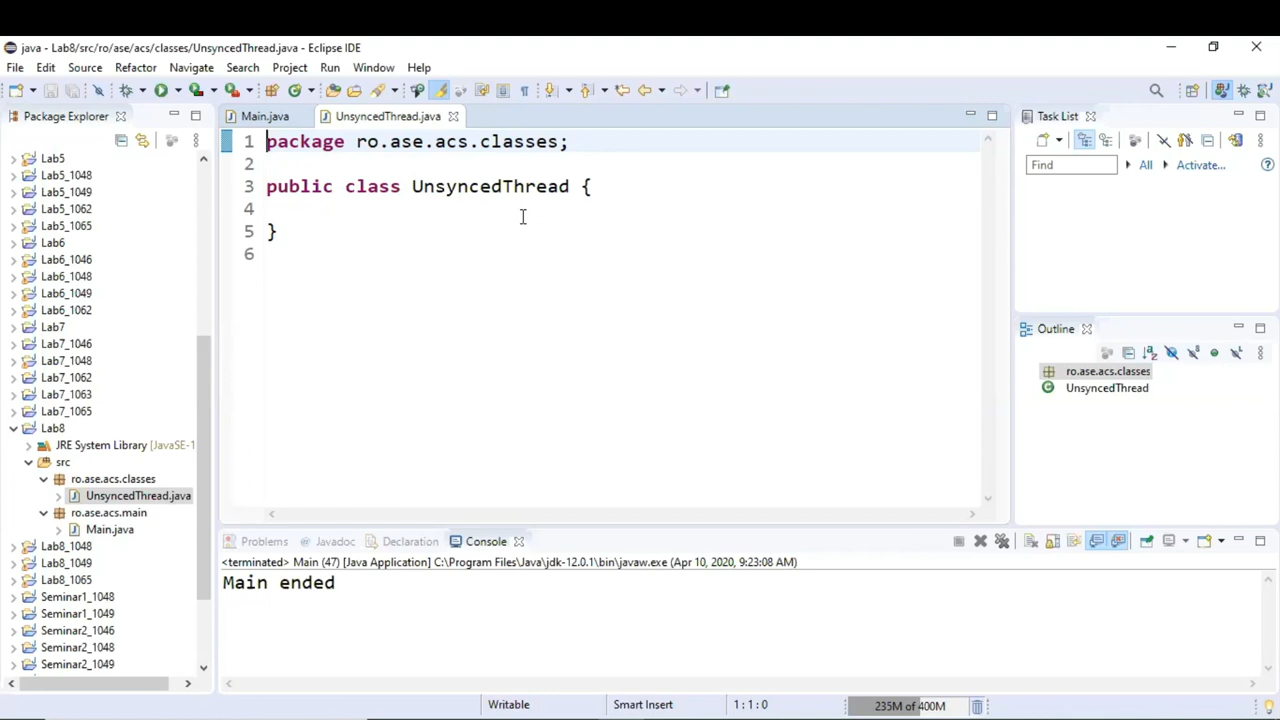 java - Lab8/src/ro/ase/acs/classes/UnsyncedThread.java - Eclipse IDE
File Edit Source Refactor Navigate Search Project Run Window Help
Package Explorer
Lab5
Lab5_1048
Lab5_1049
Lab5_1062
Lab5_1065
Lab6
Lab6_1046
Lab6_1048
Lab6_1049
Lab6_1062
Lab7
Lab7_1046
Lab7_1048
Lab7_1062
Lab7_1063
Lab7_1065
Lab8
JRE System Library [JavaSE-1
src
ro.ase.acs.classes
UnsyncedThread.java
ro.ase.acs.main
Main.java
Lab8_1048
Lab8_1049
Lab8_1065
Seminar1_1048
Seminar1_1049
Seminar2_1046
Seminar2_1048
Seminar2_1049
Main.java UnsyncedThread.java
1 package ro.ase.acs.classes;
2
3 public class UnsyncedThread {
4
5 }
6
Task List
Find All Activate...
Outline
ro.ase.acs.classes
UnsyncedThread
Problems Javadoc Declaration Console
<terminated> Main (47) [Java Application] C:\Program Files\Java\jdk-12.0.1\bin\javaw.exe (Apr 10, 2020, 9:23:08 AM)
Main ended
Writable Smart Insert 1:1:0 235M of 400M